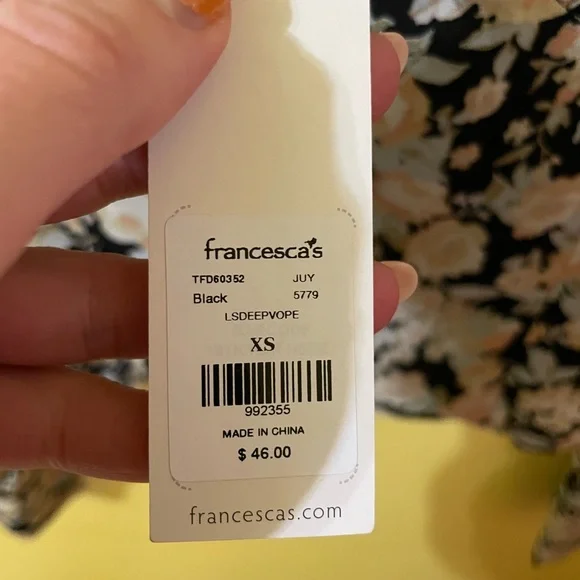 francesca's
TFD60352 JUY
Black 5779
LSDEEPVOPE
XS
992355
MADE IN CHINA
$ 46.00
francescas.com